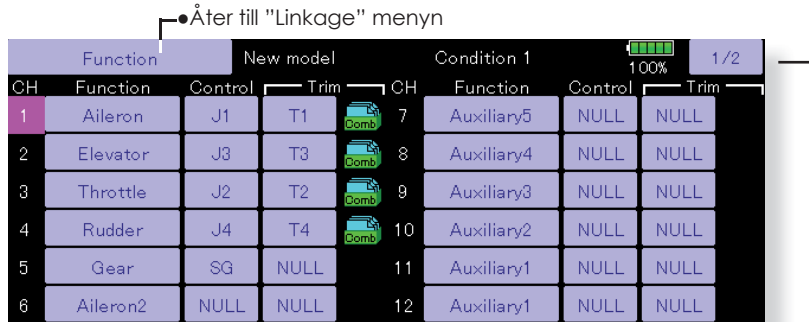 ●Åter till ”Linkage” menyn
Function New model Condition 1 100% 1/2
CH Function Control Trim CH Function Control Trim
1 Aileron J1 T1 Comb 7 Auxiliary5 NULL NULL
2 Elevator J3 T3 Comb 8 Auxiliary4 NULL NULL
3 Throttle J2 T2 Comb 9 Auxiliary3 NULL NULL
4 Rudder J4 T4 Comb 10 Auxiliary2 NULL NULL
5 Gear SG NULL 11 Auxiliary1 NULL NULL
6 Aileron2 NULL NULL 12 Auxiliary1 NULL NULL